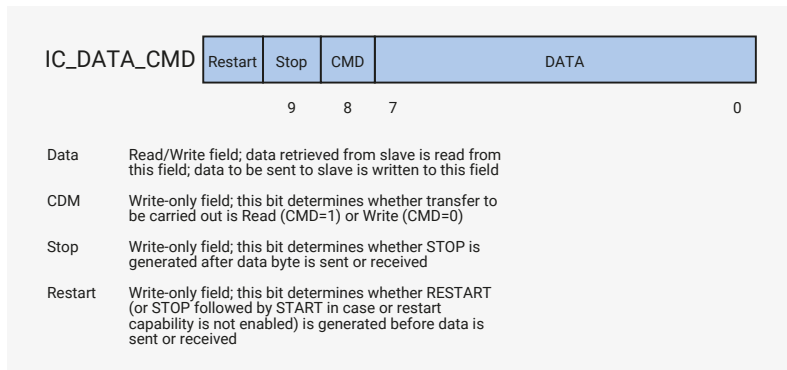 IC_DATA_CMD Restart Stop CMD DATA
9 8 7 0
Data Read/Write field; data retrieved from slave is read from
this field; data to be sent to slave is written to this field
CDM Write-only field; this bit determines whether transfer to
be carried out is Read (CMD=1) or Write (CMD=0)
Stop Write-only field; this bit determines whether STOP is
generated after data byte is sent or received
Restart Write-only field; this bit determines whether RESTART
(or STOP followed by START in case or restart
capability is not enabled) is generated before data is
sent or received